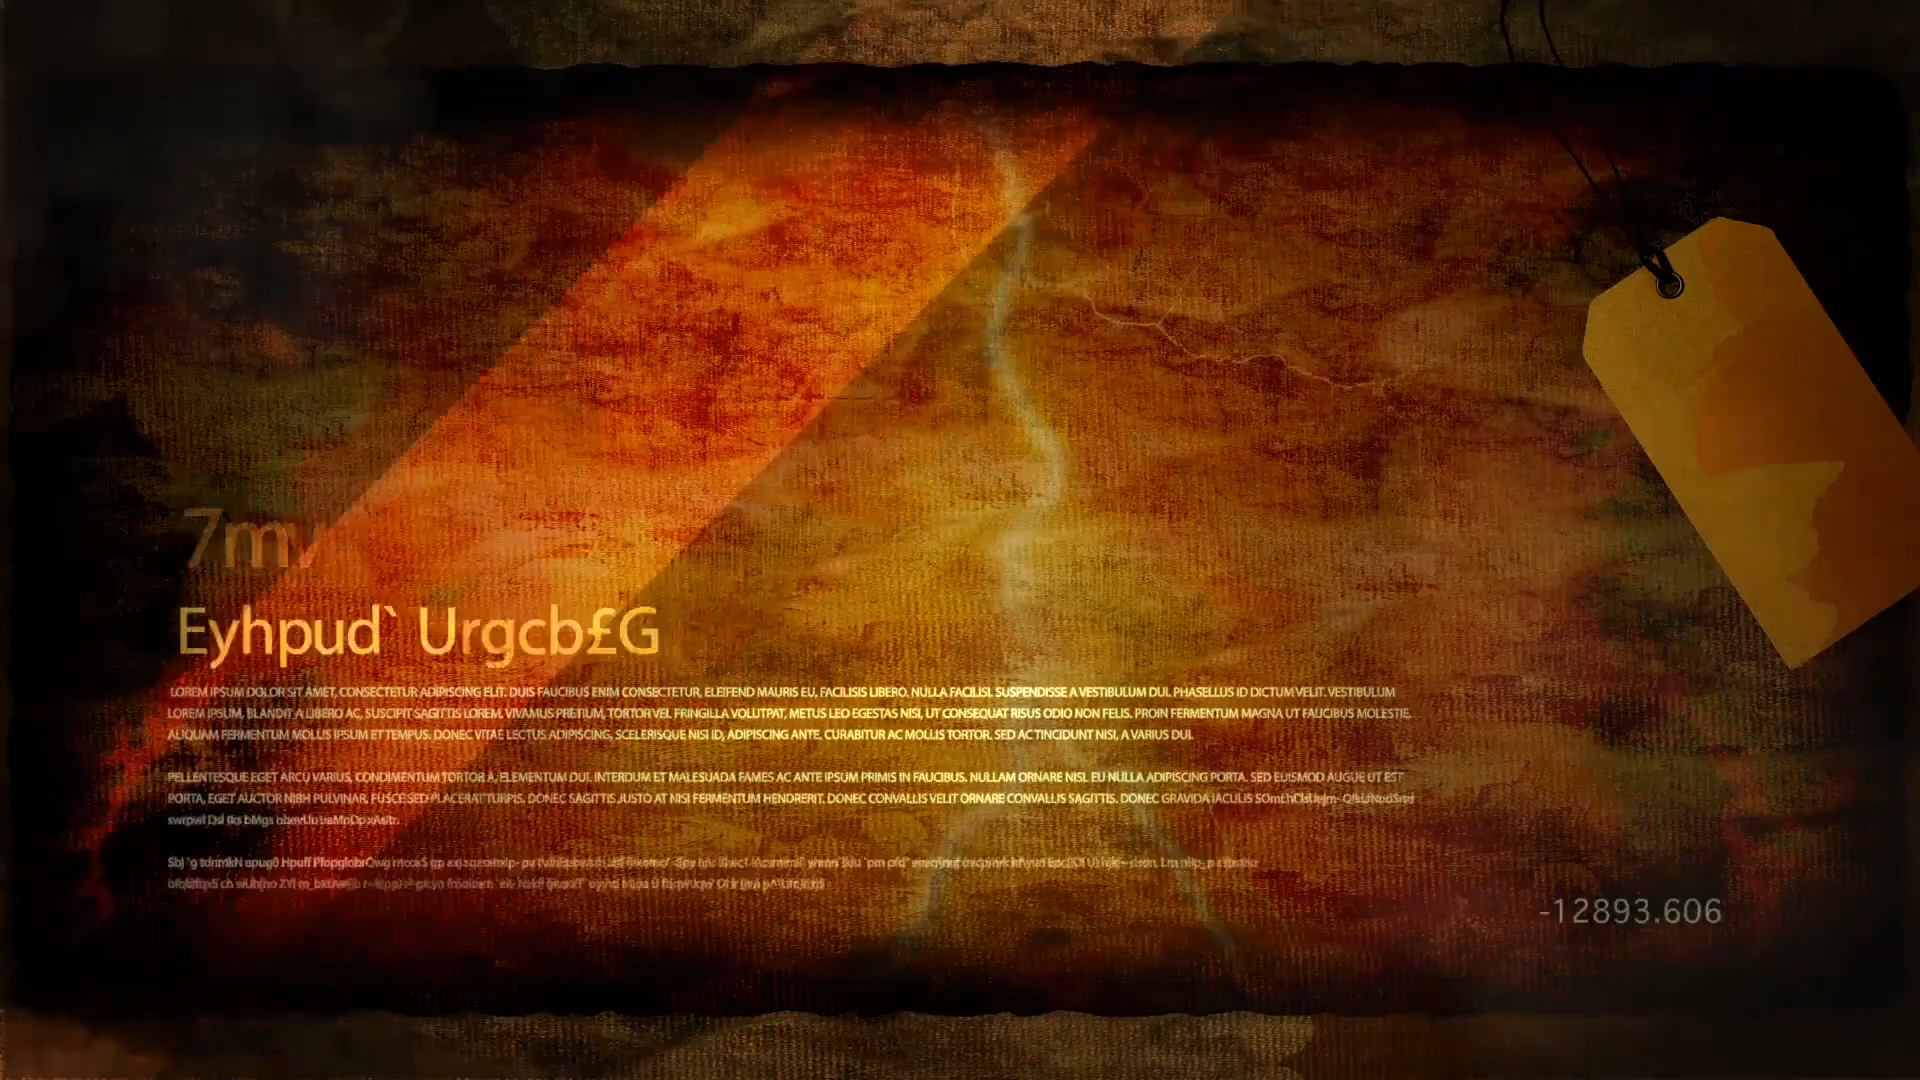 7my
Eyhpud` Urgcb£G
LOREM IPSUM DOLOR SIT AMET, CONSECTETUR ADIPISCING ELIT. DUIS FAUCIBUS ENIM CONSECTETUR, ELEIFEND MAURIS EU, FACILISIS LIBERO. NULLA FACILISI. SUSPENDISSE A VESTIBULUM DUI. PHASELLUS ID DICTUM VELIT. VESTIBULUM
LOREM IPSUM, BLANDIT A LIBERO AC, SUSCIPIT SAGITTIS LOREM. VIVAMUS PRETIUM, TORTOR VEL FRINGILLA VOLUTPAT, METUS LEO EGESTAS NISI, UT CONSEQUAT RISUS ODIO NON FELIS. PROIN FERMENTUM MAGNA UT FAUCIBUS MOLESTIE.
ALIQUAM FERMENTUM MOLLIS IPSUM ET TEMPUS. DONEC VITAE LECTUS ADIPISCING, SCELERISQUE NISI ID, ADIPISCING ANTE. CURABITUR AC MOLLIS TORTOR. SED AC TINCIDUNT NISI, A VARIUS DUI.
PELLENTESQUE EGET ARCU VARIUS, CONDIMENTUM TORTOR A, ELEMENTUM DUI. INTERDUM ET MALESUADA FAMES AC ANTE IPSUM PRIMIS IN FAUCIBUS. NULLAM ORNARE NISL EU NULLA ADIPISCING PORTA. SED EUISMOD AUGUE UT EST
PORTA, EGET AUCTOR NIBH PULVINAR. FUSCE SED PLACERAT TURPIS. DONEC SAGITTIS JUSTO AT NISI FERMENTUM HENDRERIT. DONEC CONVALLIS VELIT ORNARE CONVALLIS SAGITTIS. DONEC GRAVIDA IACULIS
-12893.606